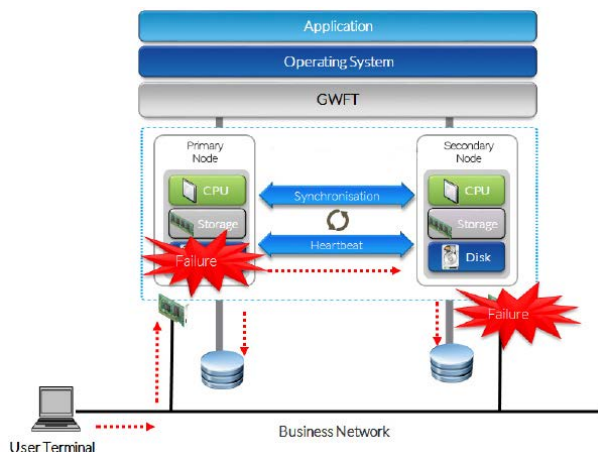 Application
Operating System
GWFT
Primary
Node
Secondary
Node
CPU
Synchronisation
CPU
Storage
Storage
Failure
Heartbeat
Disk
Failure
User Terminal
Business Network